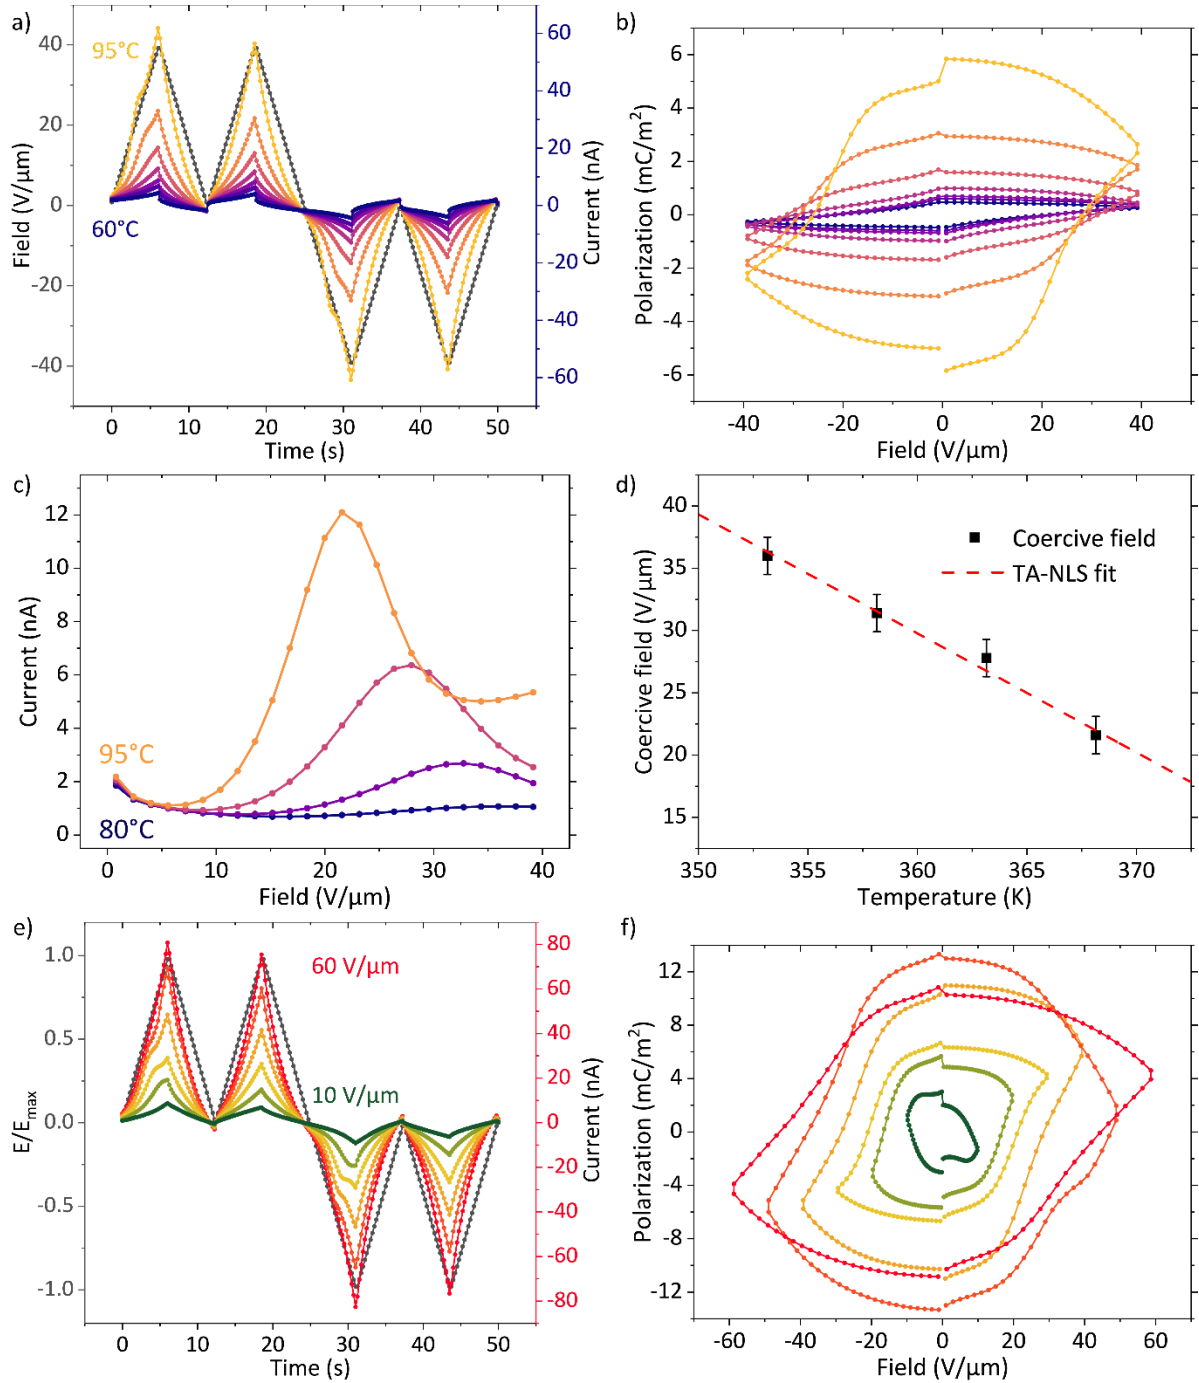 a)
95°C
60°C
40
20
0
-20
-40
Field (V/μm)
60
40
20
0
-20
-40
-60
Current (nA)
0 10 20 30 40 50
Time (s)
b)
6
4
2
0
-2
-4
-6
Polarization (mC/m²)
-40 -20 0 20 40
Field (V/μm)
c)
12
10
8
6
4
2
0
Current (nA)
95°C
80°C
0 10 20 30 40
Field (V/μm)
d)
40
35
30
25
20
15
Coercive field (V/μm)
Coercive field
TA-NLS fit
350 355 360 365 370
Temperature (K)
e)
1.0
0.5
0.0
-0.5
-1.0
E/Emax
60 V/μm
10 V/μm
80
60
40
20
0
-20
-40
-60
-80
Current (nA)
0 10 20 30 40 50
Time (s)
f)
12
8
4
0
-4
-8
-12
Polarization (mC/m²)
-60 -40 -20 0 20 40 60
Field (V/μm)